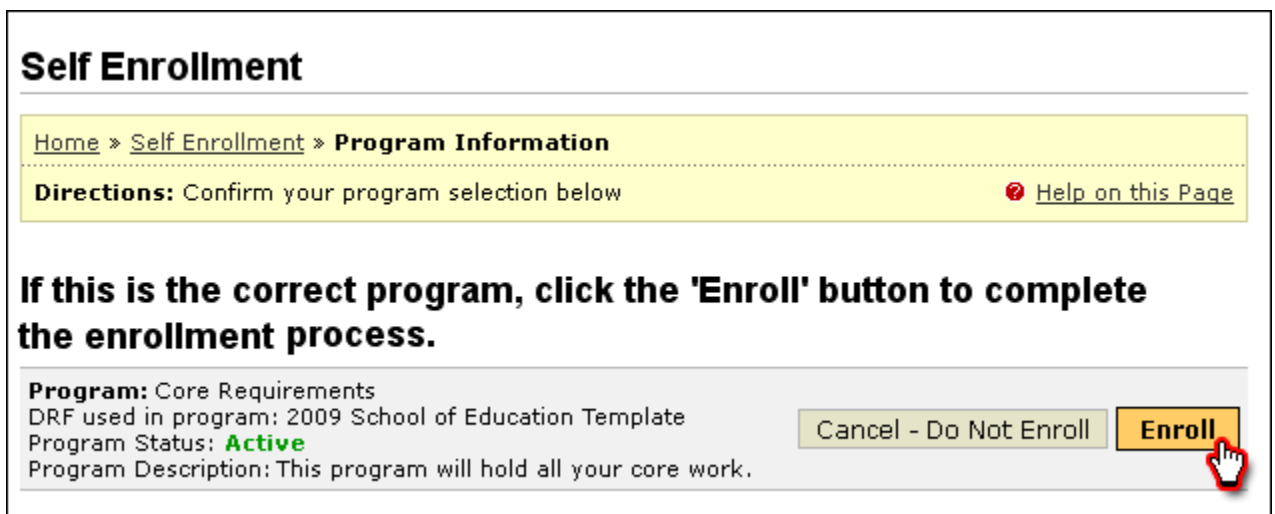 Self Enrollment
Home » Self Enrollment » Program Information
Directions: Confirm your program selection below
Help on this Page
If this is the correct program, click the 'Enroll' button to complete
the enrollment process.
Program: Core Requirements
DRF used in program: 2009 School of Education Template
Program Status: Active
Program Description: This program will hold all your core work.
Cancel - Do Not Enroll
Enroll